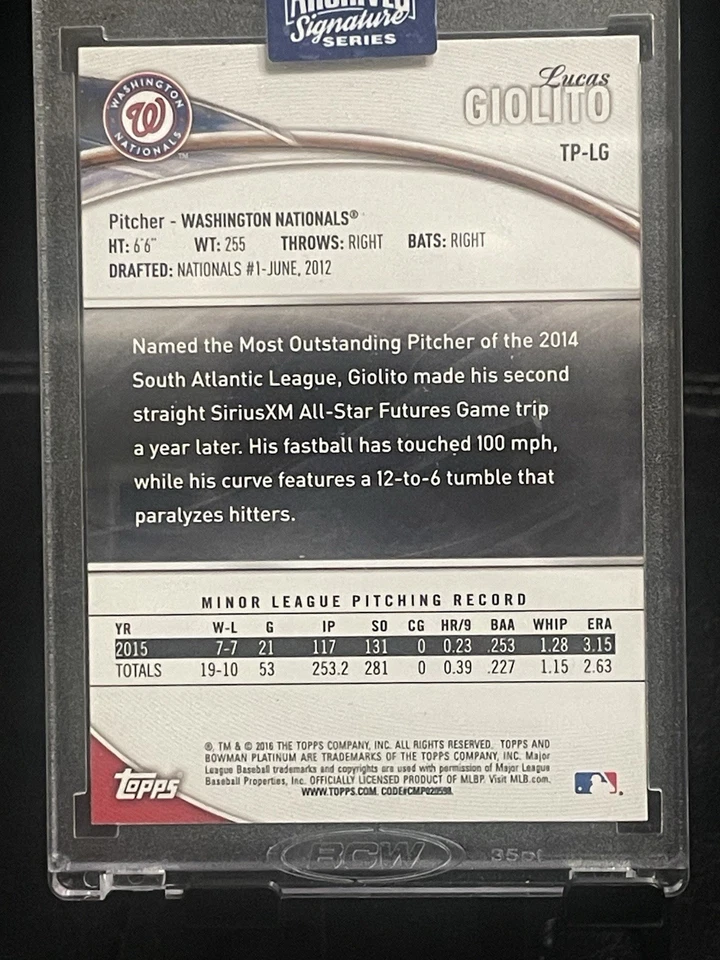 ARCHIVES
Signature
SERIES
WASHINGTON
W
NATIONALS
TM
Lucas
GIOLITO
TP-LG
Pitcher - WASHINGTON NATIONALS®
HT: 6'6" WT: 255 THROWS: RIGHT BATS: RIGHT
DRAFTED: NATIONALS #1-JUNE, 2012
Named the Most Outstanding Pitcher of the 2014
South Atlantic League, Giolito made his second
straight SiriusXM All-Star Futures Game trip
a year later. His fastball has touched 100 mph,
while his curve features a 12-to-6 tumble that
paralyzes hitters.
MINOR LEAGUE PITCHING RECORD
YR W-L G IP SO CG HR/9 BAA WHIP ERA
2015 7-7 21 117 131 0 0.23 .253 1.28 3.15
TOTALS 19-10 53 253.2 281 0 0.39 .227 1.15 2.63
®, TM & © 2016 THE TOPPS COMPANY, INC. ALL RIGHTS RESERVED. TOPPS AND
BOWMAN PLATINUM ARE TRADEMARKS OF THE TOPPS COMPANY, INC. Major
League Baseball trademarks and copyrights are used with permission of Major League
Baseball Properties, Inc. OFFICIALLY LICENSED PRODUCT OF MLBP. Visit MLB.com.
WWW.TOPPS.COM. CODE#CMP020598.
topps
BCW 35pt